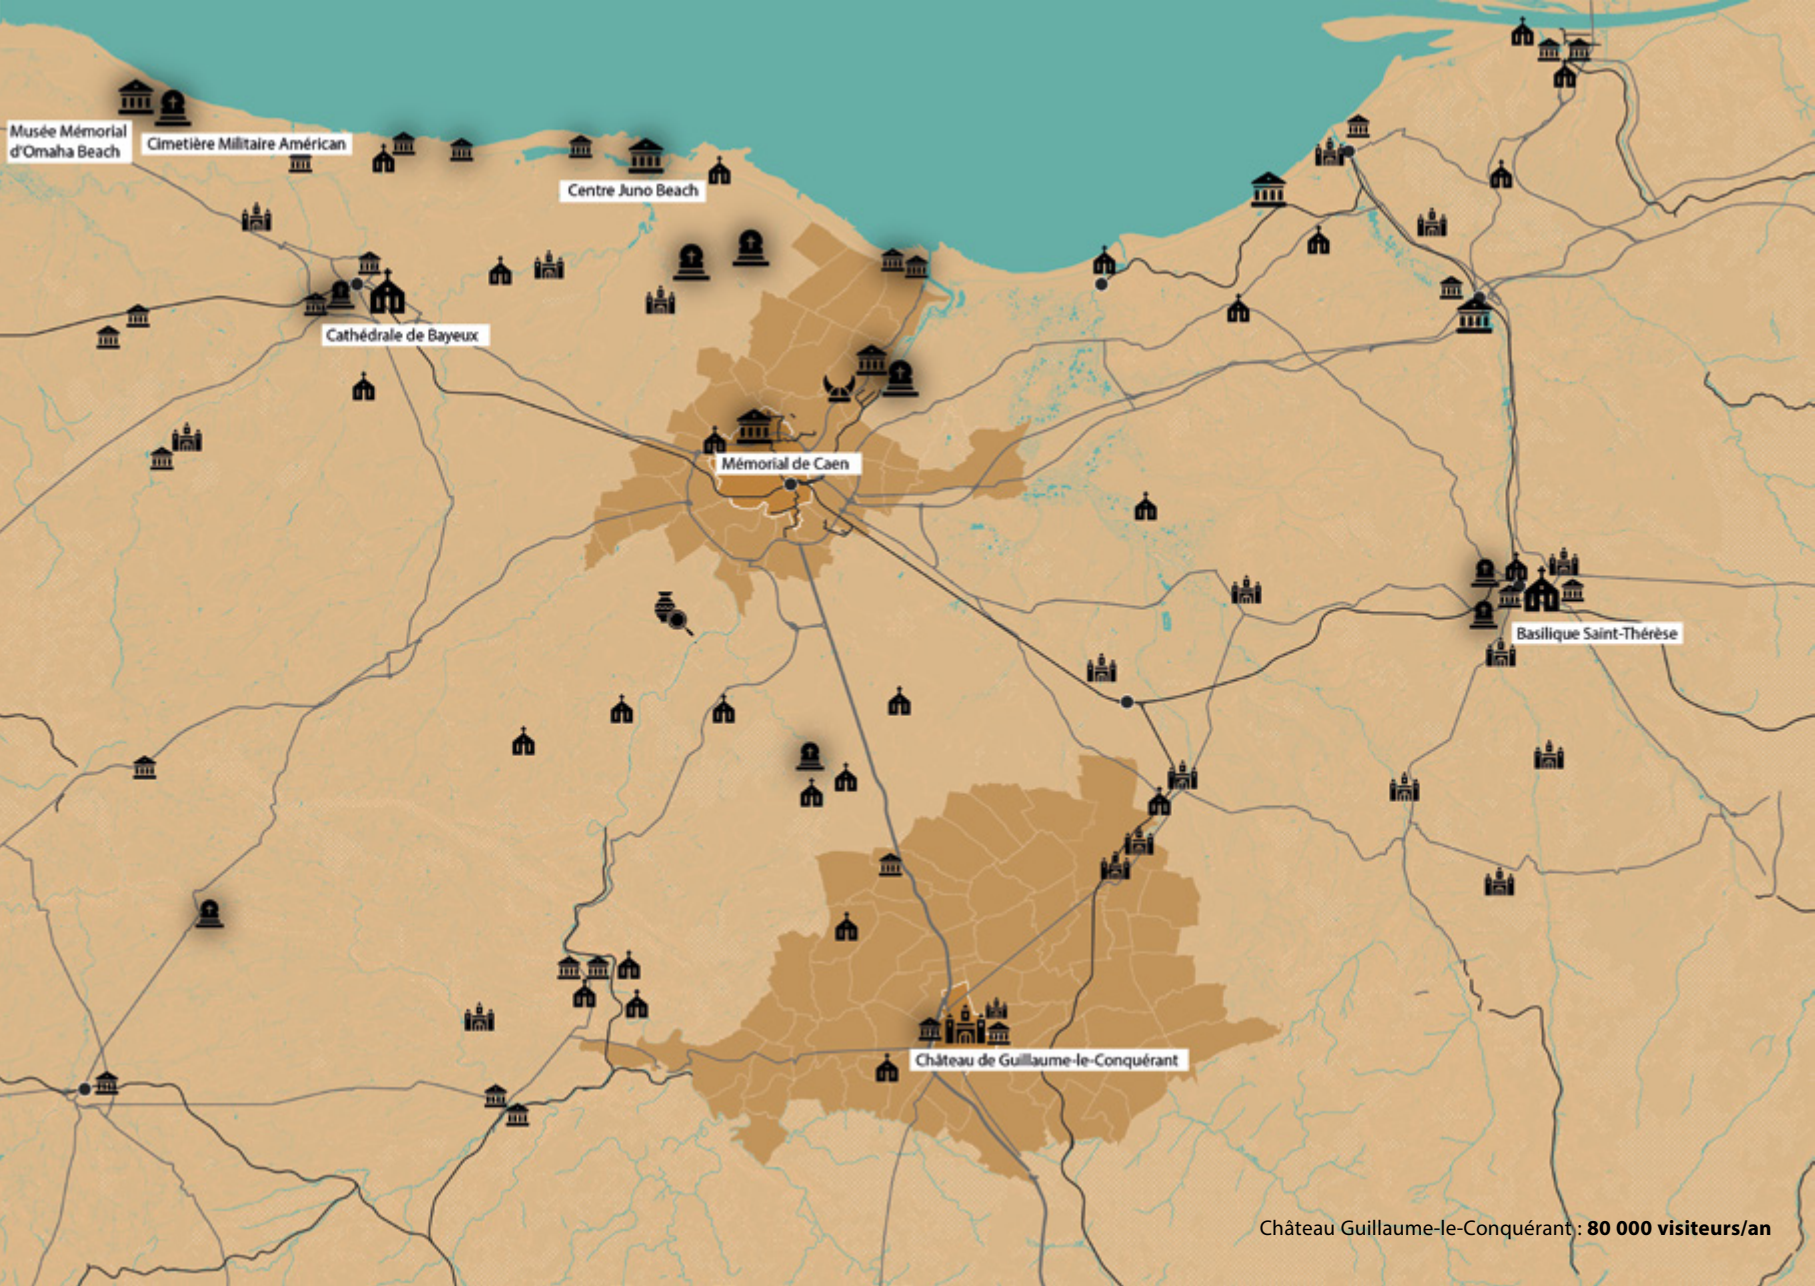 Musée Mémorial
d'Omaha Beach
Cimetière Militaire Américan
Centre Juno Beach
Cathédrale de Bayeux
Mémorial de Caen
Basilique Saint-Thérèse
Château de Guillaume-le-Conquérant
Château Guillaume-le-Conquérant : 80 000 visiteurs/an